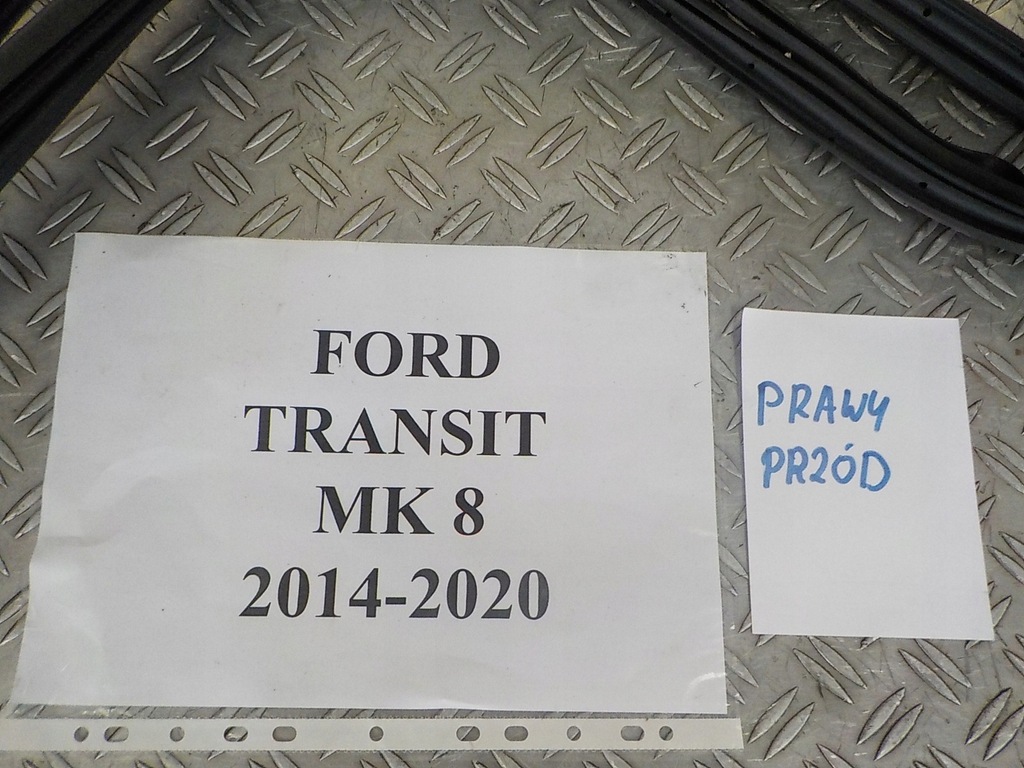 FORD
TRANSIT
MK 8
2014-2020
PRAWY
PRZÓD